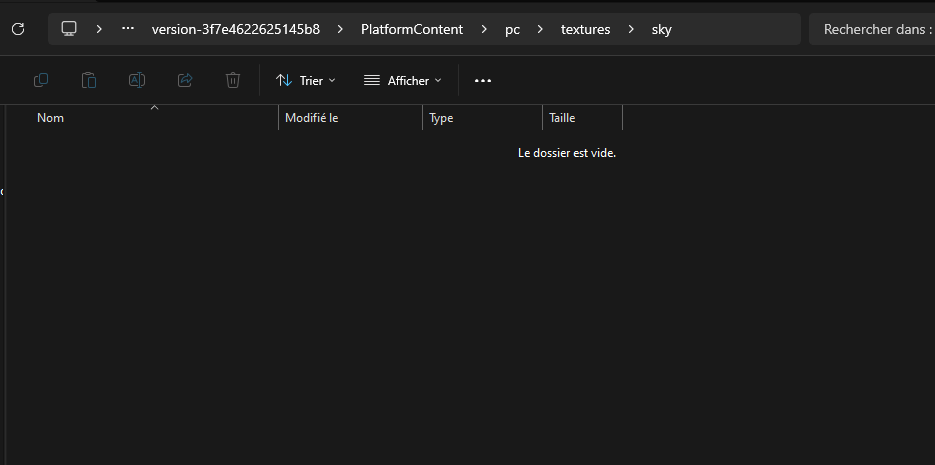 version-3f7e4622625145b8 > PlatformContent > pc > textures > sky Rechercher dans :
Trier Afficher
Nom Modifié le Type Taille
Le dossier est vide.